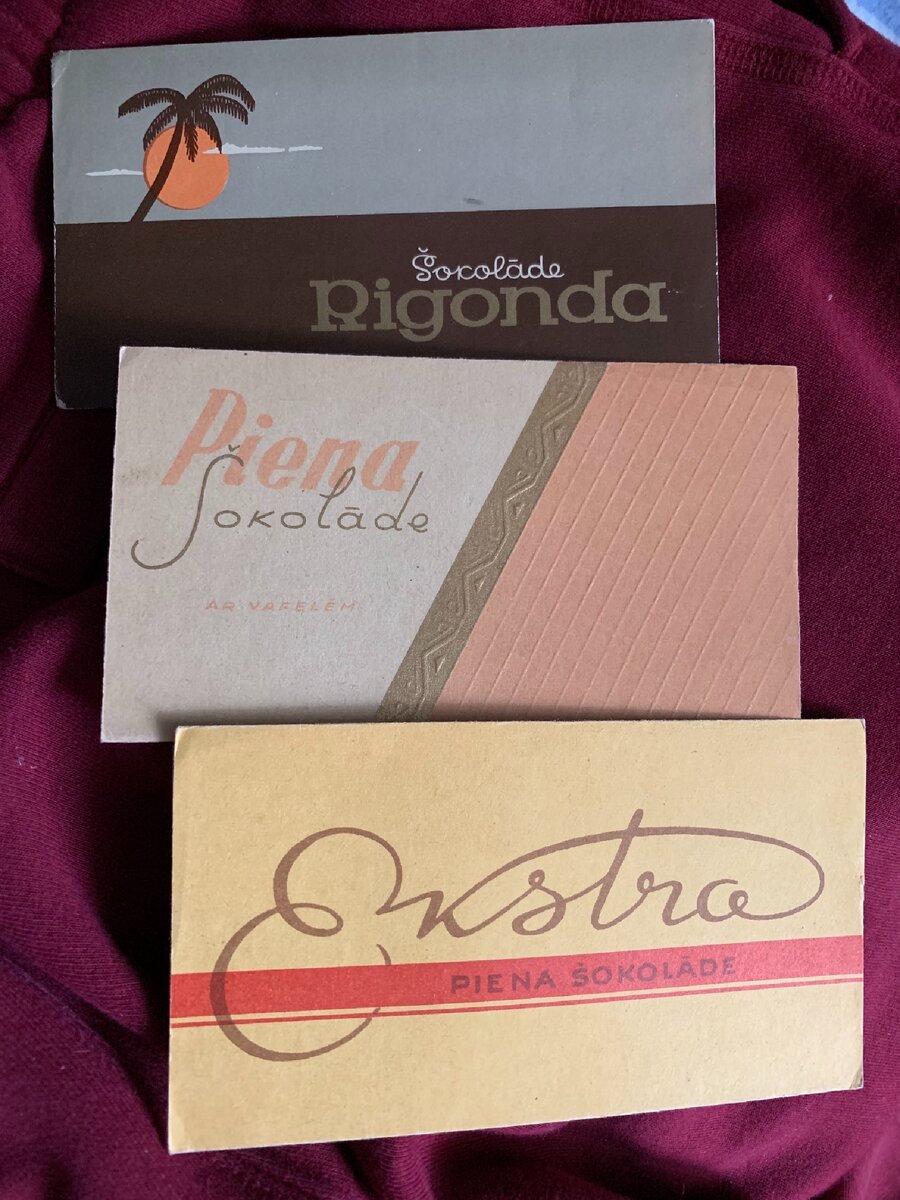 Šokolāde
Rigonda
Piena
Šokolāde
AR VAFELĒM
Ekstra
PIENA ŠOKOLĀDE